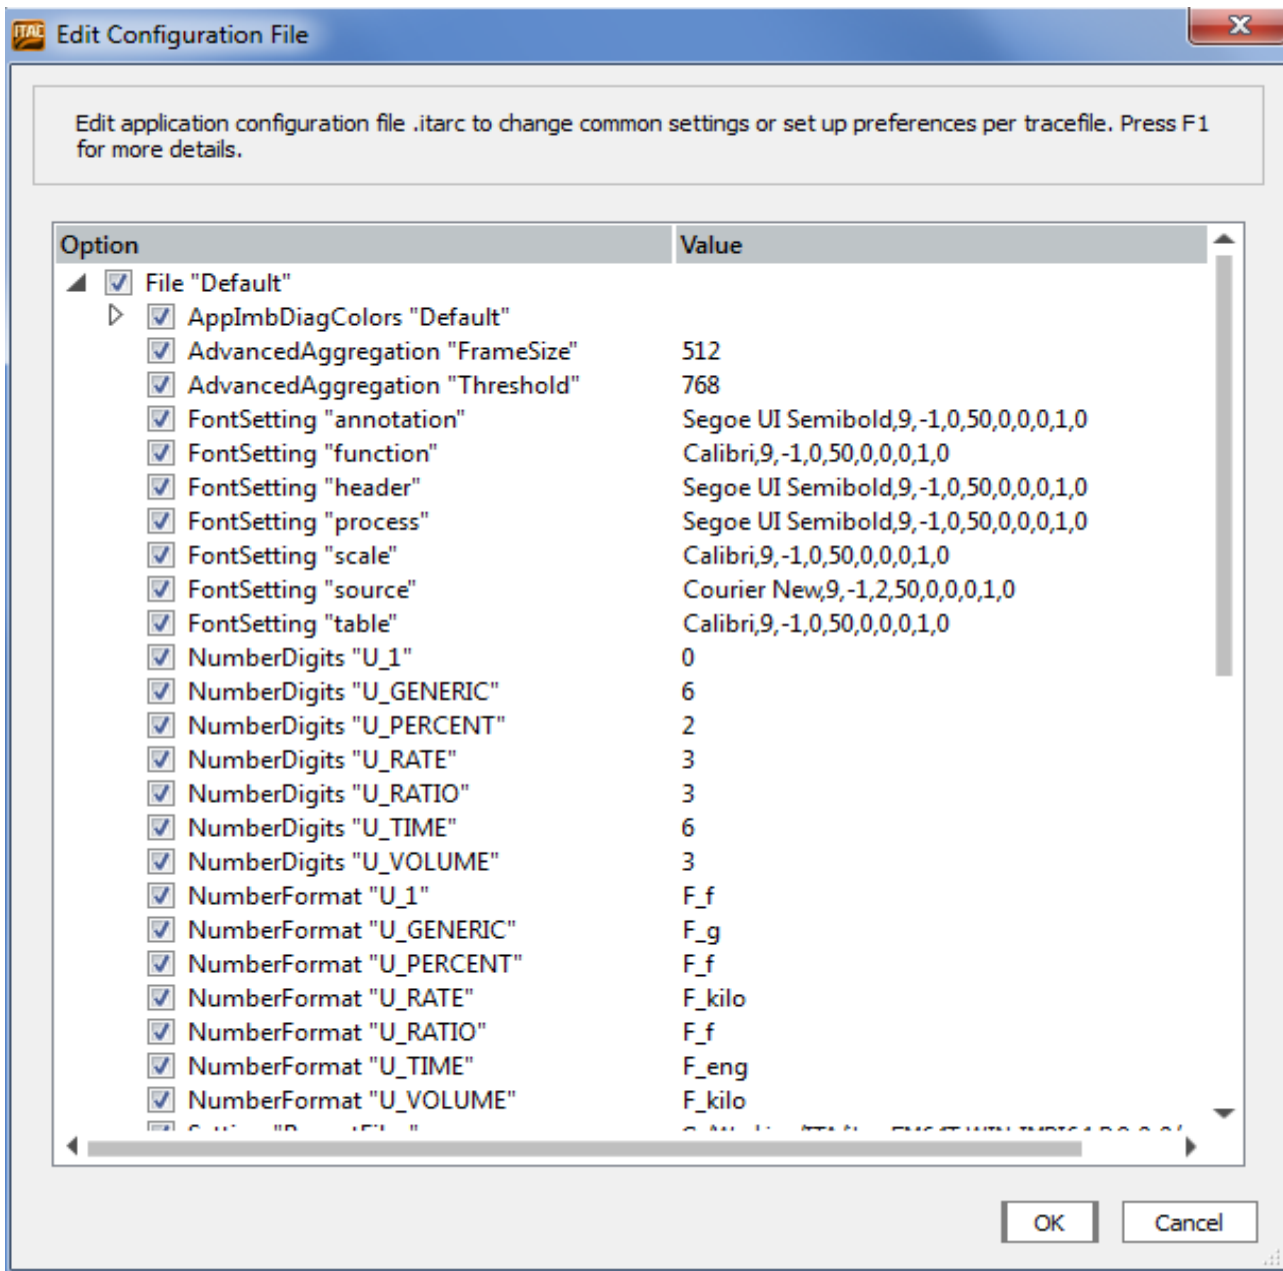 ITAC Edit Configuration File
Edit application configuration file .itarc to change common settings or set up preferences per tracefile. Press F1
for more details.
Option Value
File "Default"
AppImbDiagColors "Default"
AdvancedAggregation "FrameSize" 512
AdvancedAggregation "Threshold" 768
FontSetting "annotation" Segoe UI Semibold,9,-1,0,50,0,0,0,1,0
FontSetting "function" Calibri,9,-1,0,50,0,0,0,1,0
FontSetting "header" Segoe UI Semibold,9,-1,0,50,0,0,0,1,0
FontSetting "process" Segoe UI Semibold,9,-1,0,50,0,0,0,1,0
FontSetting "scale" Calibri,9,-1,0,50,0,0,0,1,0
FontSetting "source" Courier New,9,-1,2,50,0,0,0,1,0
FontSetting "table" Calibri,9,-1,0,50,0,0,0,1,0
NumberDigits "U_1" 0
NumberDigits "U_GENERIC" 6
NumberDigits "U_PERCENT" 2
NumberDigits "U_RATE" 3
NumberDigits "U_RATIO" 3
NumberDigits "U_TIME" 6
NumberDigits "U_VOLUME" 3
NumberFormat "U_1" F_f
NumberFormat "U_GENERIC" F_g
NumberFormat "U_PERCENT" F_f
NumberFormat "U_RATE" F_kilo
NumberFormat "U_RATIO" F_f
NumberFormat "U_TIME" F_eng
NumberFormat "U_VOLUME" F_kilo
OK Cancel